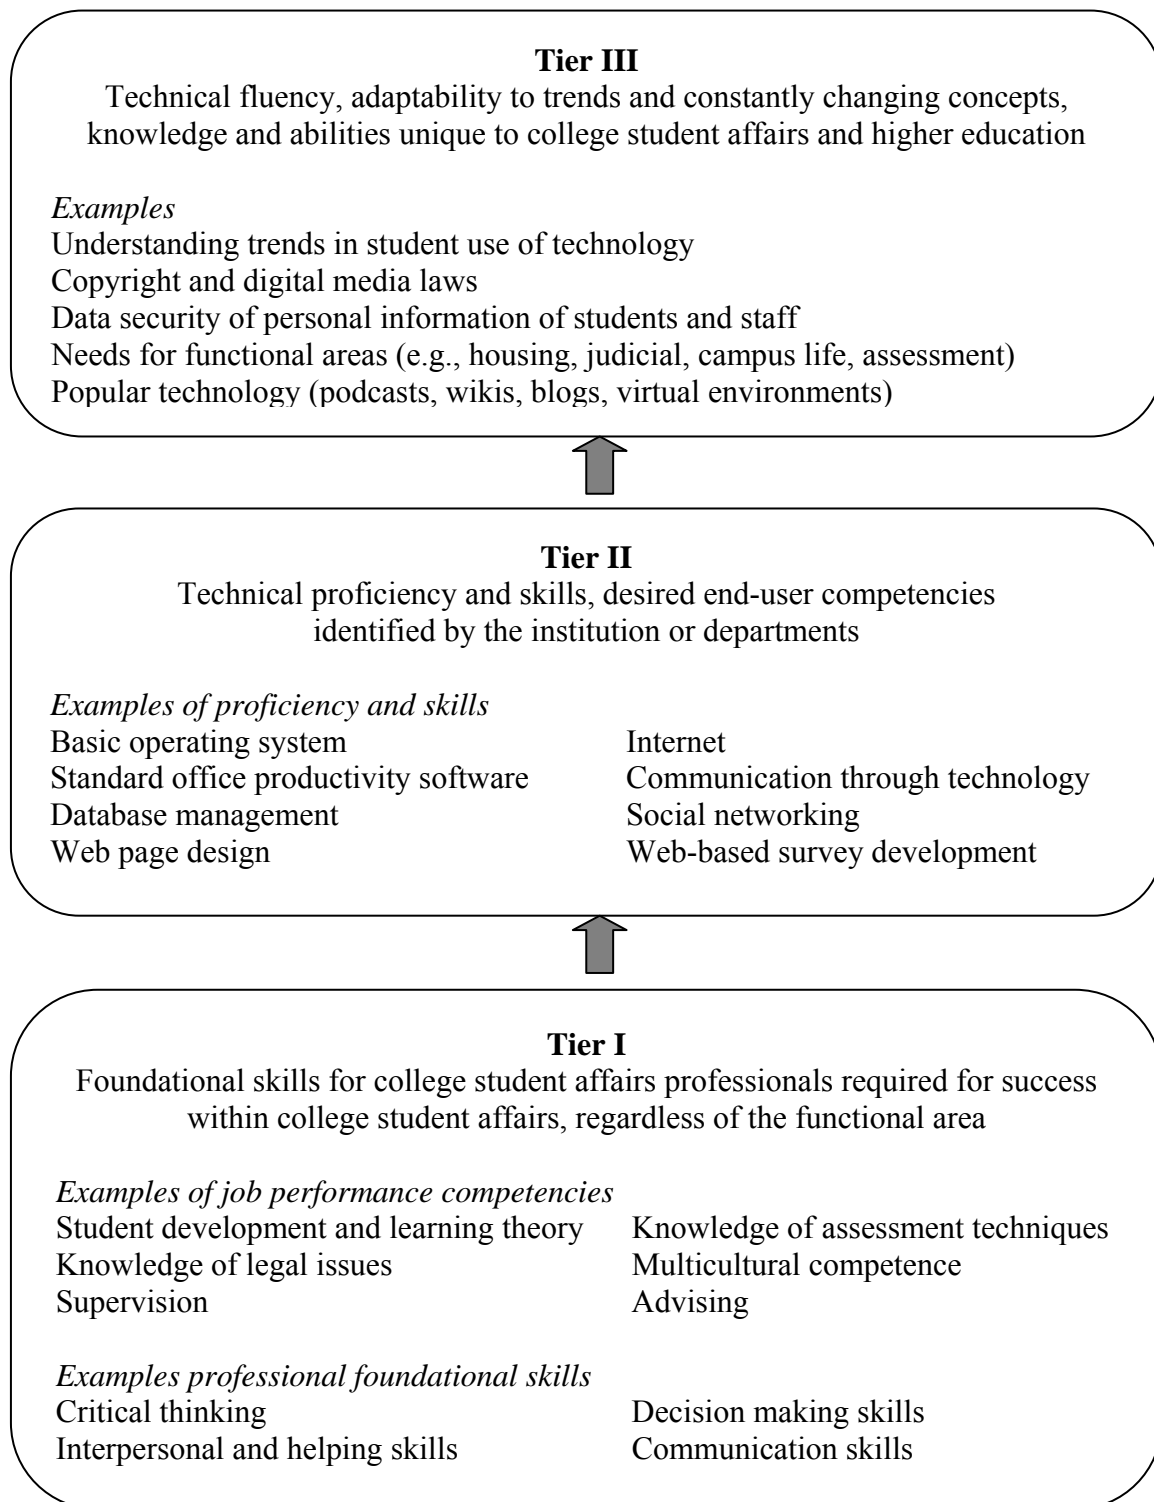 Tier III
Technical fluency, adaptability to trends and constantly changing concepts,
knowledge and abilities unique to college student affairs and higher education
Examples
Understanding trends in student use of technology
Copyright and digital media laws
Data security of personal information of students and staff
Needs for functional areas (e.g., housing, judicial, campus life, assessment)
Popular technology (podcasts, wikis, blogs, virtual environments)
Tier II
Technical proficiency and skills, desired end-user competencies
identified by the institution or departments
Examples of proficiency and skills
Basic operating system
Standard office productivity software
Database management
Web page design
Internet
Communication through technology
Social networking
Web-based survey development
Tier I
Foundational skills for college student affairs professionals required for success
within college student affairs, regardless of the functional area
Examples of job performance competencies
Student development and learning theory
Knowledge of legal issues
Supervision
Knowledge of assessment techniques
Multicultural competence
Advising
Examples professional foundational skills
Critical thinking
Interpersonal and helping skills
Decision making skills
Communication skills